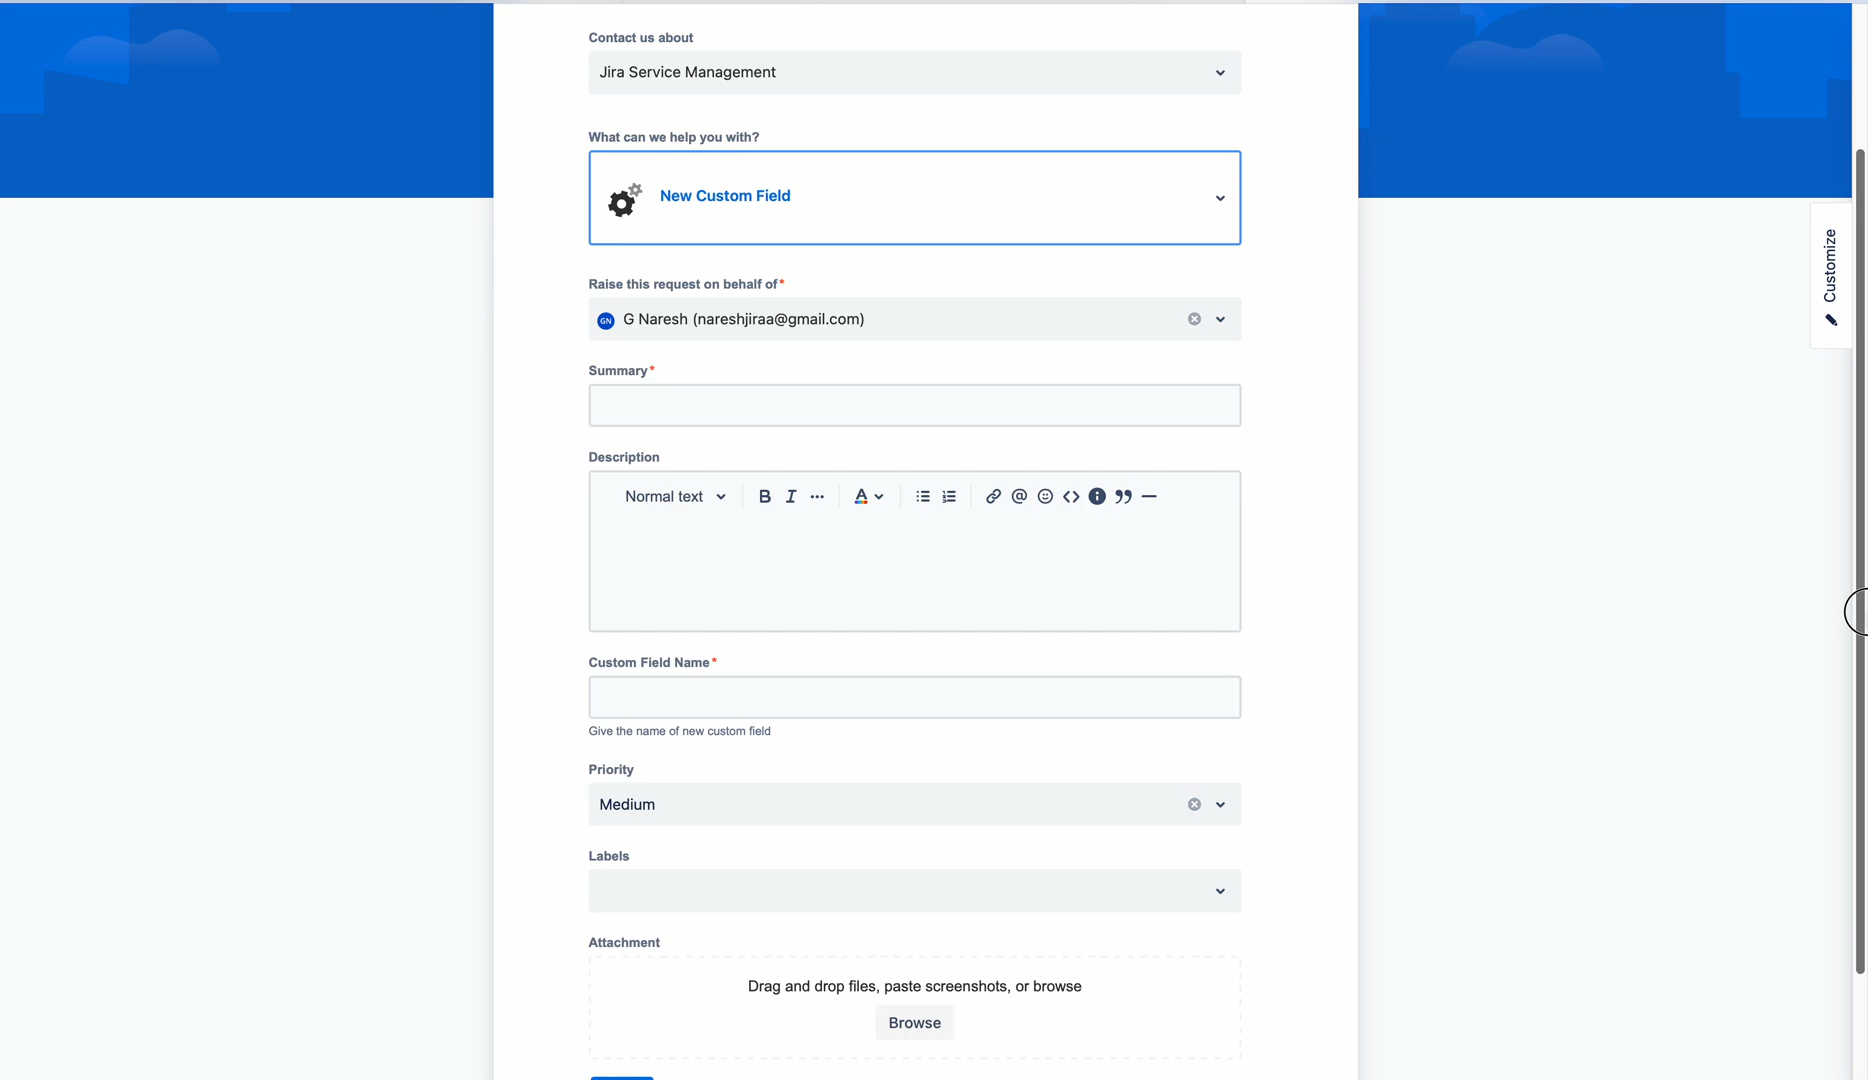 Contact us about
Jira Service Management
What can we help you with?
New Custom Field
Customize
Raise this request on behalf of*
GN G Naresh (nareshjiraa@gmail.com)
Summary*
Description
Normal text B I ... A
Custom Field Name*
Give the name of new custom field
Priority
Medium
Labels
Attachment
Drag and drop files, paste screenshots, or browse
Browse